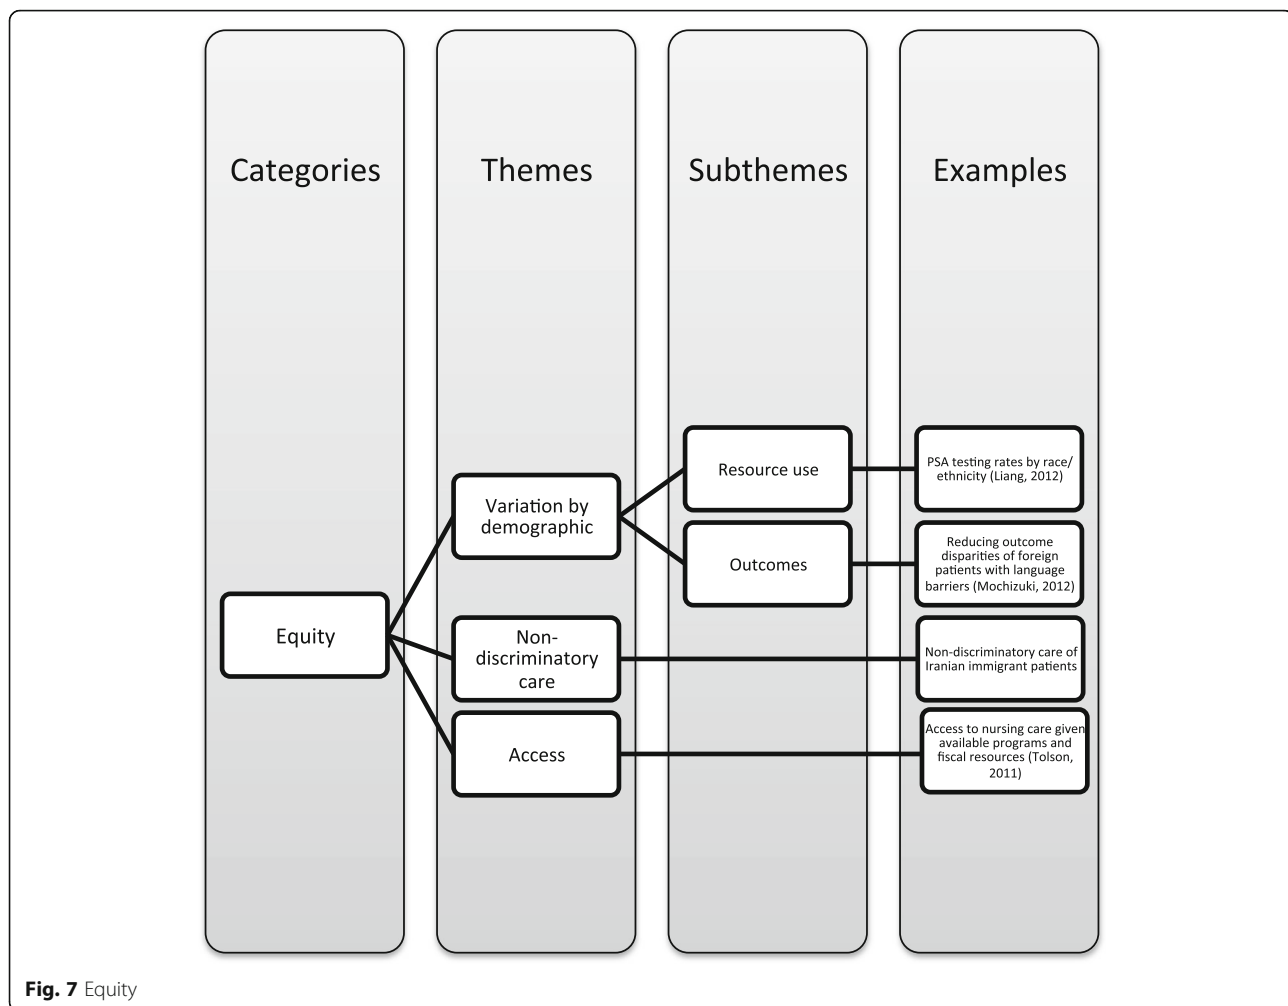 Categories
Themes
Subthemes
Examples
Equity
Variation by
demographic
Non-
discriminatory
care
Access
Resource use
Outcomes
PSA testing rates by race/
ethnicity (Liang, 2012)
Reducing outcome
disparities of foreign
patients with language
barriers (Mochizuki, 2012)
Non-discriminatory care of
Iranian immigrant patients
Access to nursing care given
available programs and
fiscal resources (Tolson,
2011)
Fig. 7 Equity